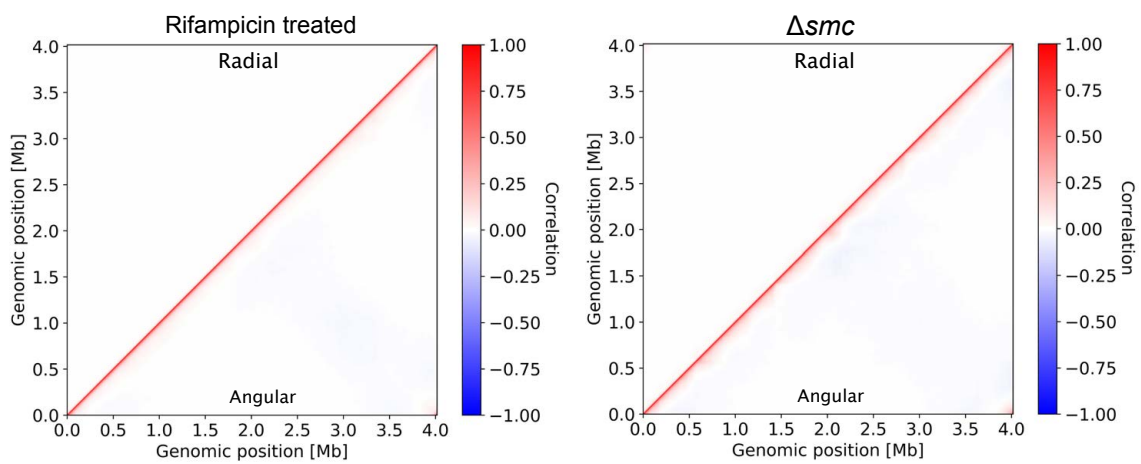 Rifampicin treated
Radial
Angular
4.0
3.5
3.0
2.5
2.0
1.5
1.0
0.5
0.0
Genomic position [Mb]
0.0 0.5 1.0 1.5 2.0 2.5 3.0 3.5 4.0
Genomic position [Mb]
1.00
0.75
0.50
0.25
0.00
−0.25
−0.50
−0.75
−1.00
Correlation
Δsmc
Radial
Angular
4.0
3.5
3.0
2.5
2.0
1.5
1.0
0.5
0.0
Genomic position [Mb]
0.0 0.5 1.0 1.5 2.0 2.5 3.0 3.5 4.0
Genomic position [Mb]
1.00
0.75
0.50
0.25
0.00
−0.25
−0.50
−0.75
−1.00
Correlation